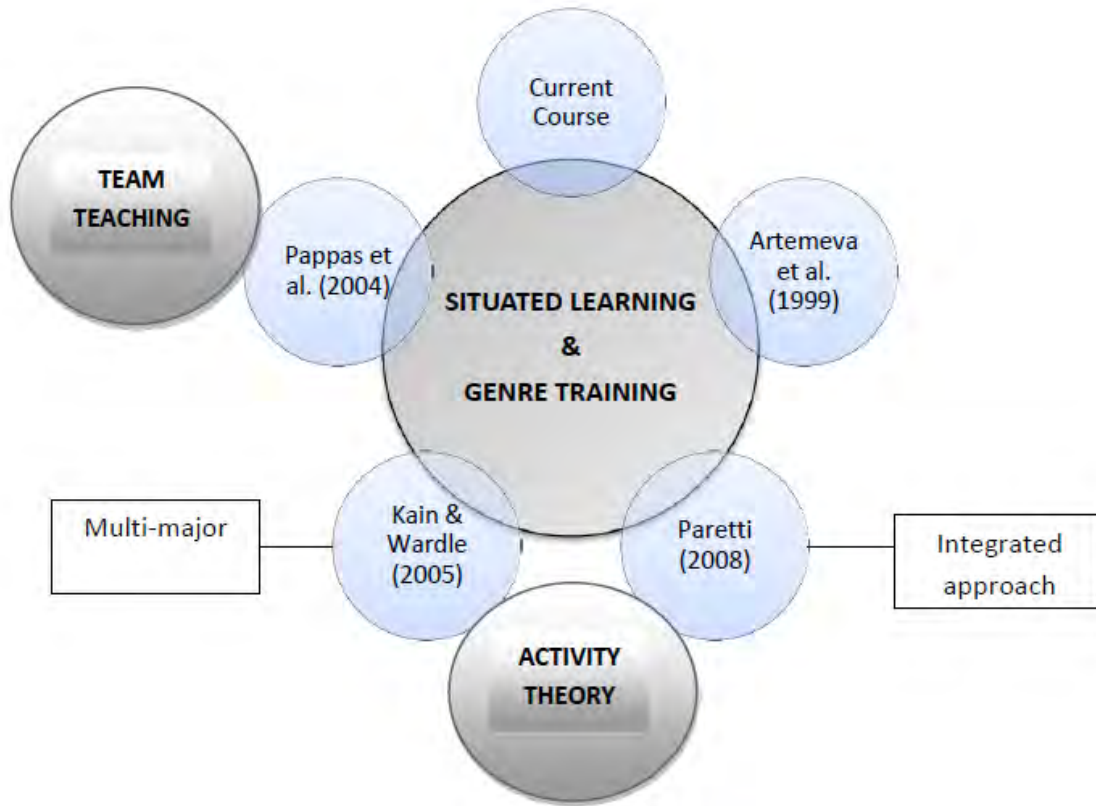 Current
Course
TEAM
TEACHING
Pappas et
al. (2004)
Artemeva
et al.
(1999)
SITUATED LEARNING
&
GENRE TRAINING
Multi-major
Kain &
Wardle
(2005)
Paretti
(2008)
Integrated
approach
ACTIVITY
THEORY